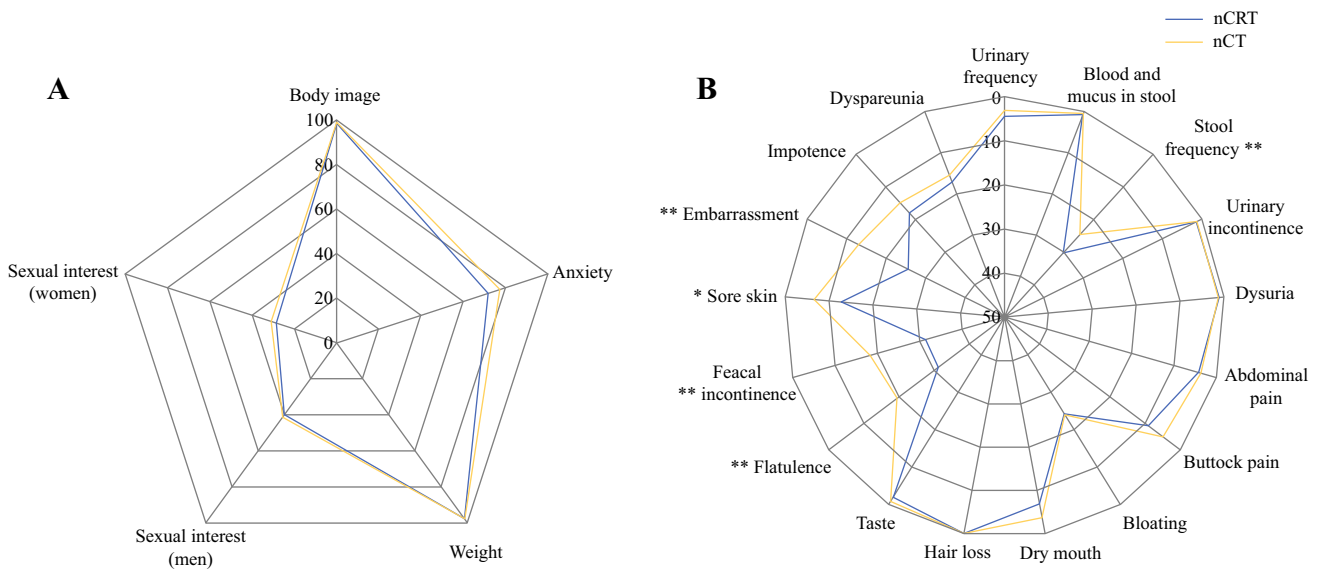 nCRT
nCT
A
Body image
100
80
60
40
20
0
Anxiety
Weight
Sexual interest
(men)
Sexual interest
(women)
B
Urinary
frequency
0
10
20
30
40
50
Blood and
mucus in stool
Stool
frequency **
Urinary
incontinence
Dysuria
Abdominal
pain
Buttock pain
Bloating
Dry mouth
Hair loss
Taste
** Flatulence
Feacal
** incontinence
* Sore skin
** Embarrassment
Impotence
Dyspareunia